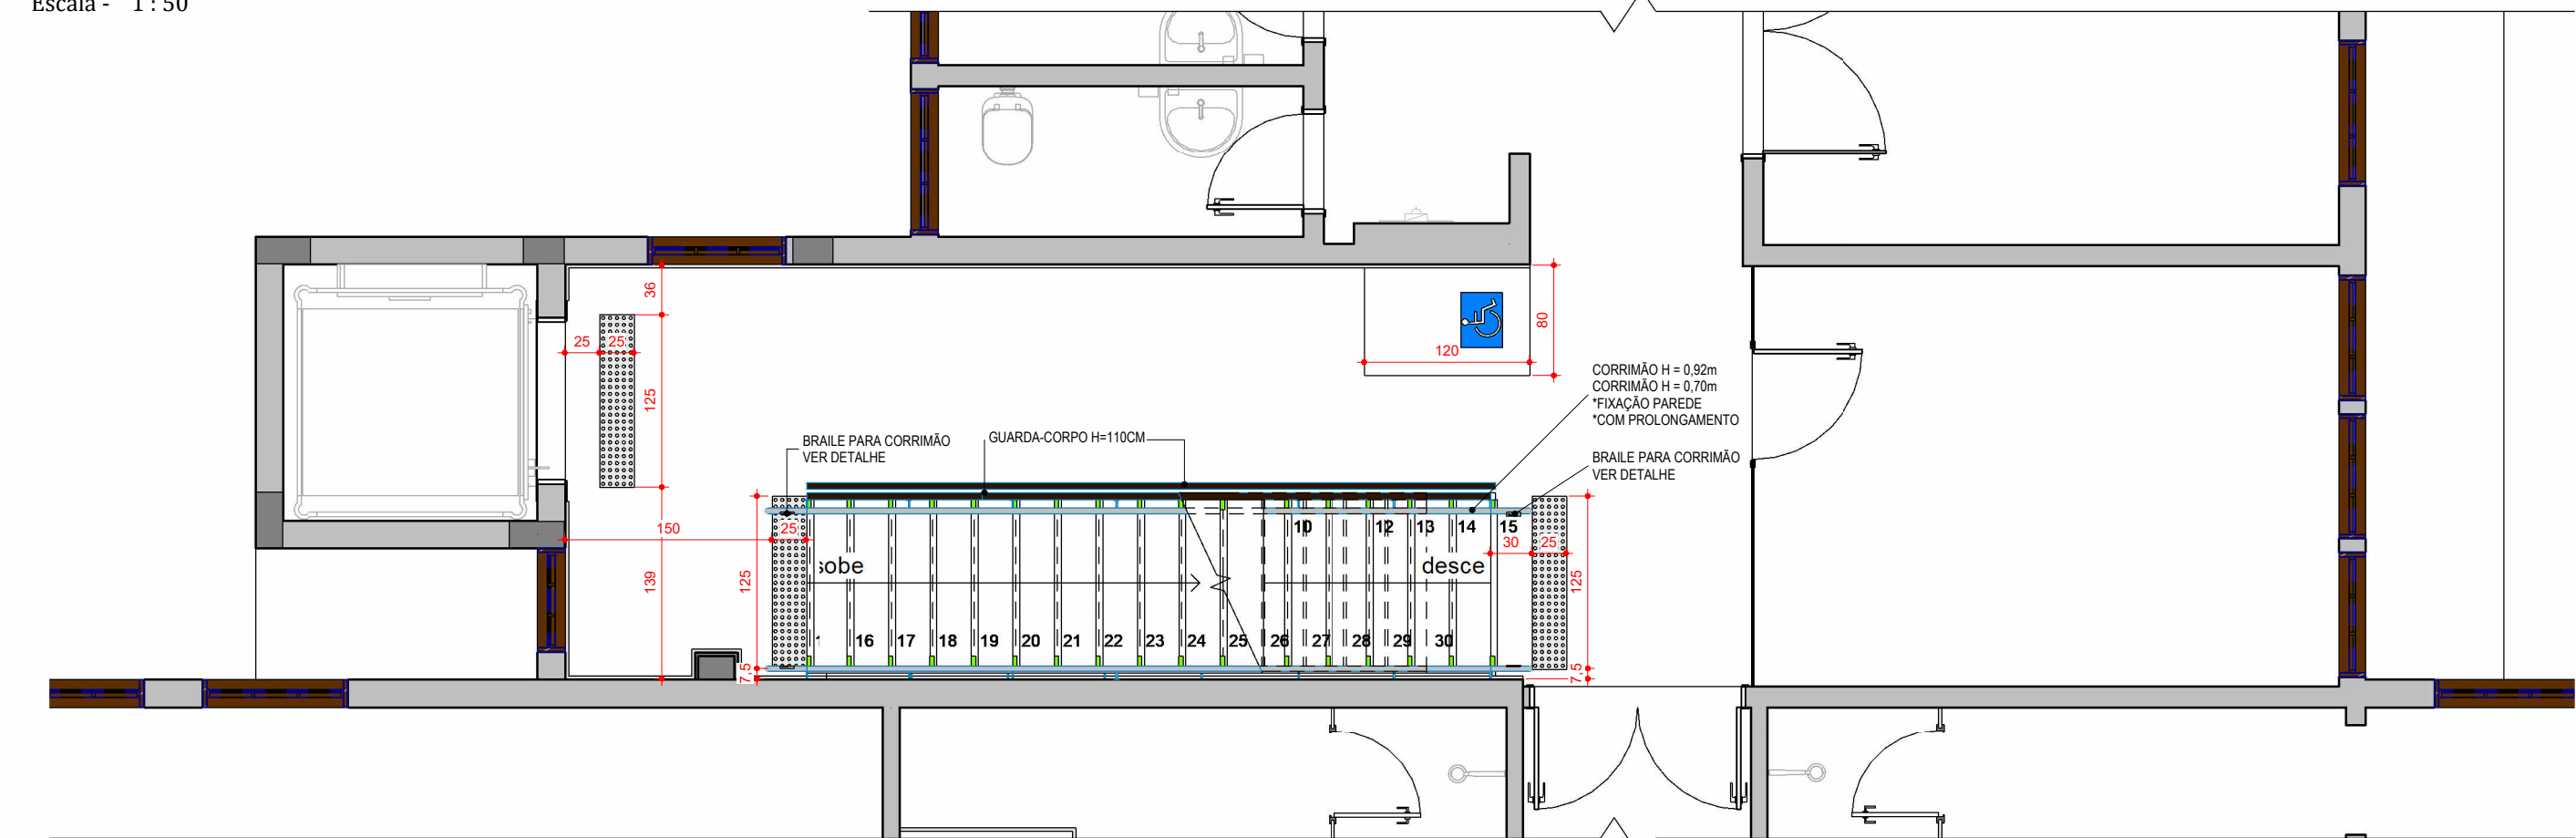 Escala - 1 : 50
36
25
25
80
120
125
CORRIMÃO H = 0,92m
CORRIMÃO H = 0,70m
*FIXAÇÃO PAREDE
*COM PROLONGAMENTO
BRAILE PARA CORRIMÃO
VER DETALHE
GUARDA-CORPO H=110CM
BRAILE PARA CORRIMÃO
VER DETALHE
150
25
10
12
13
14
15
30
25
sobe
desce
139
125
125
16
17
18
19
20
21
22
23
24
25
26
27
28
29
30
7,5
7,5